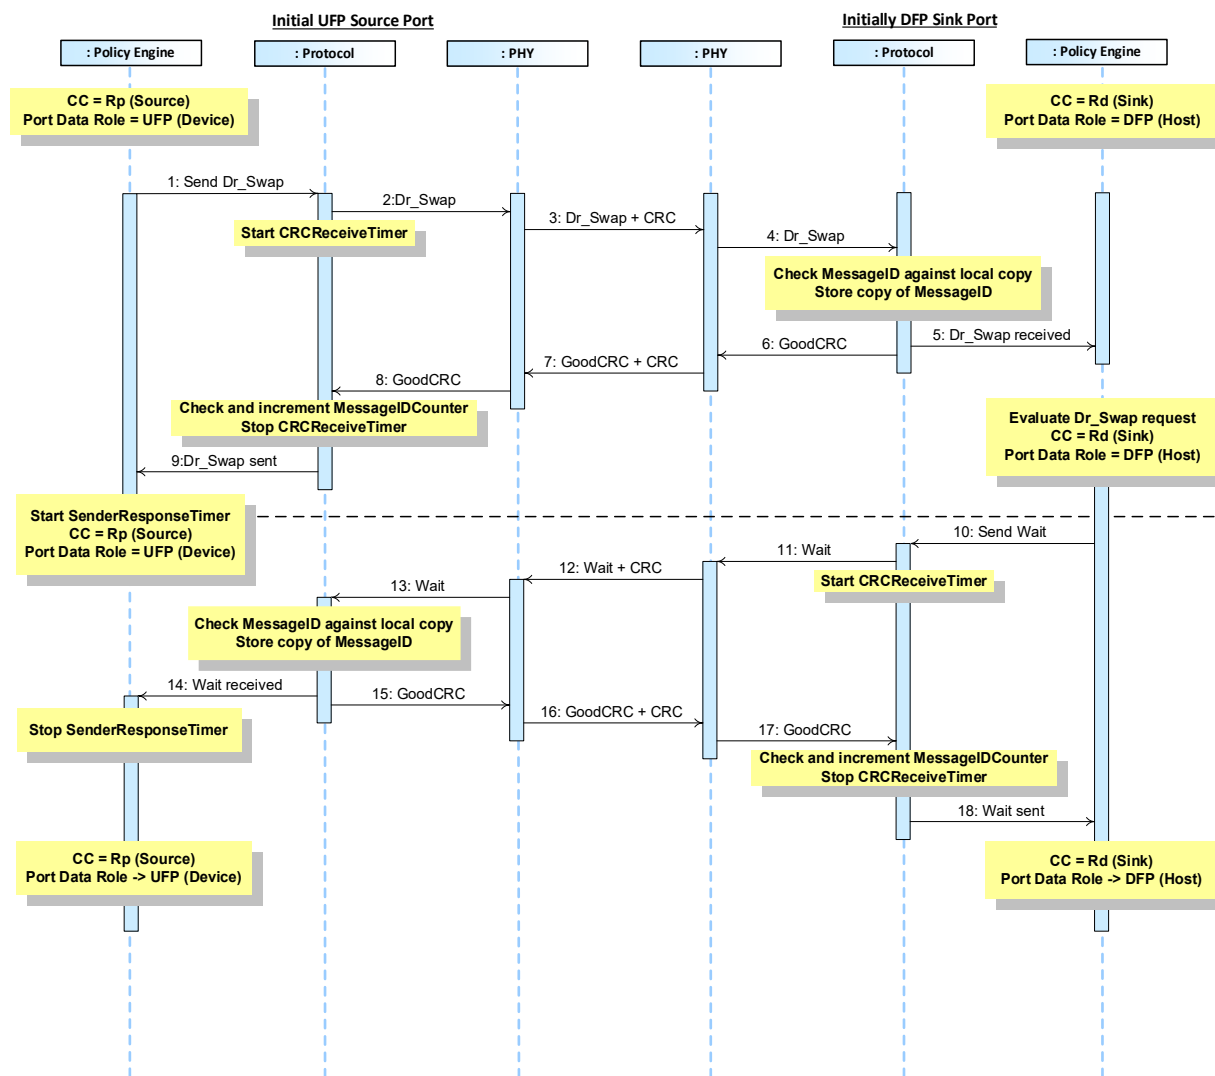 Initial UFP Source Port
Initially DFP Sink Port
: Policy Engine
: Protocol
: PHY
: PHY
: Protocol
: Policy Engine
CC = Rp (Source)
Port Data Role = UFP (Device)
CC = Rd (Sink)
Port Data Role = DFP (Host)
1: Send Dr_Swap
2:Dr_Swap
Start CRCReceiveTimer
3: Dr_Swap + CRC
4: Dr_Swap
Check MessageID against local copy
Store copy of MessageID
5: Dr_Swap received
6: GoodCRC
7: GoodCRC + CRC
8: GoodCRC
Check and increment MessageIDCounter
Stop CRCReceiveTimer
9:Dr_Swap sent
Evaluate Dr_Swap request
CC = Rd (Sink)
Port Data Role = DFP (Host)
Start SenderResponseTimer
CC = Rp (Source)
Port Data Role = UFP (Device)
10: Send Wait
11: Wait
Start CRCReceiveTimer
12: Wait + CRC
13: Wait
Check MessageID against local copy
Store copy of MessageID
14: Wait received
15: GoodCRC
Stop SenderResponseTimer
16: GoodCRC + CRC
17: GoodCRC
Check and increment MessageIDCounter
Stop CRCReceiveTimer
18: Wait sent
CC = Rp (Source)
Port Data Role -> UFP (Device)
CC = Rd (Sink)
Port Data Role -> DFP (Host)